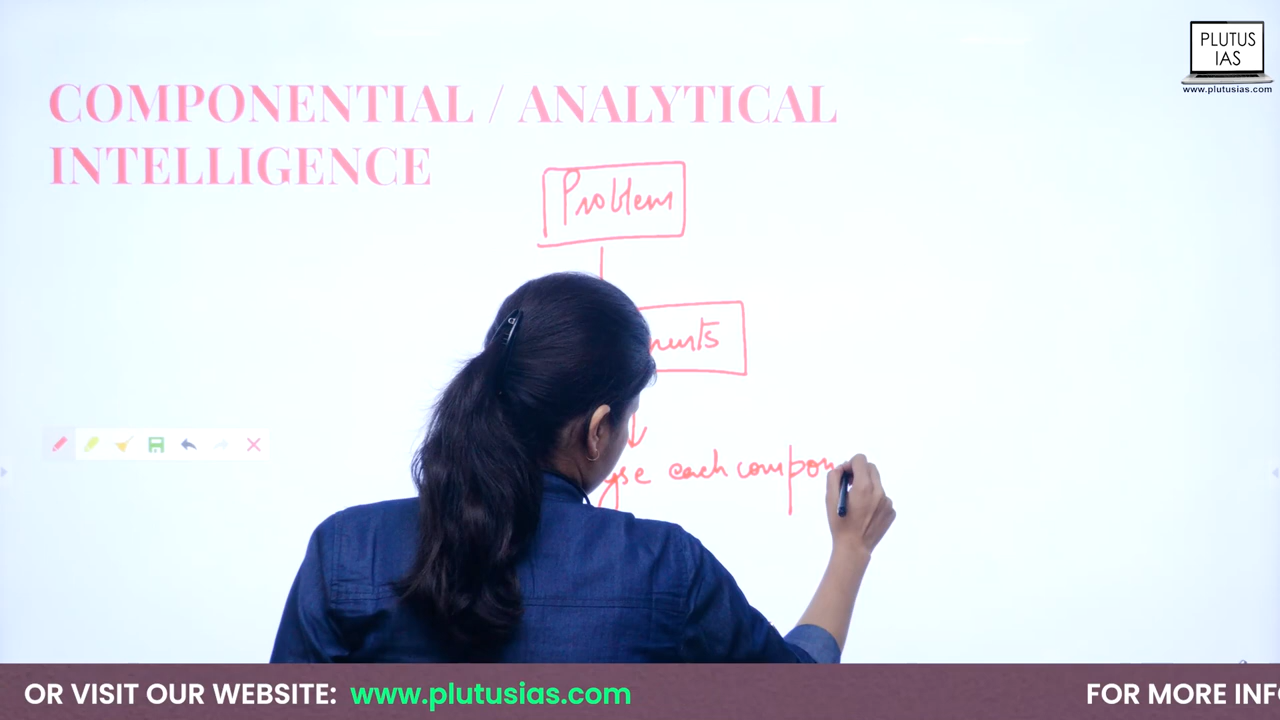 PLUTUS
IAS
www.plutusias.com
COMPONENTIAL / ANALYTICAL
INTELLIGENCE
Problem
each compon
OR VISIT OUR WEBSITE: www.plutusias.com
FOR MORE INF